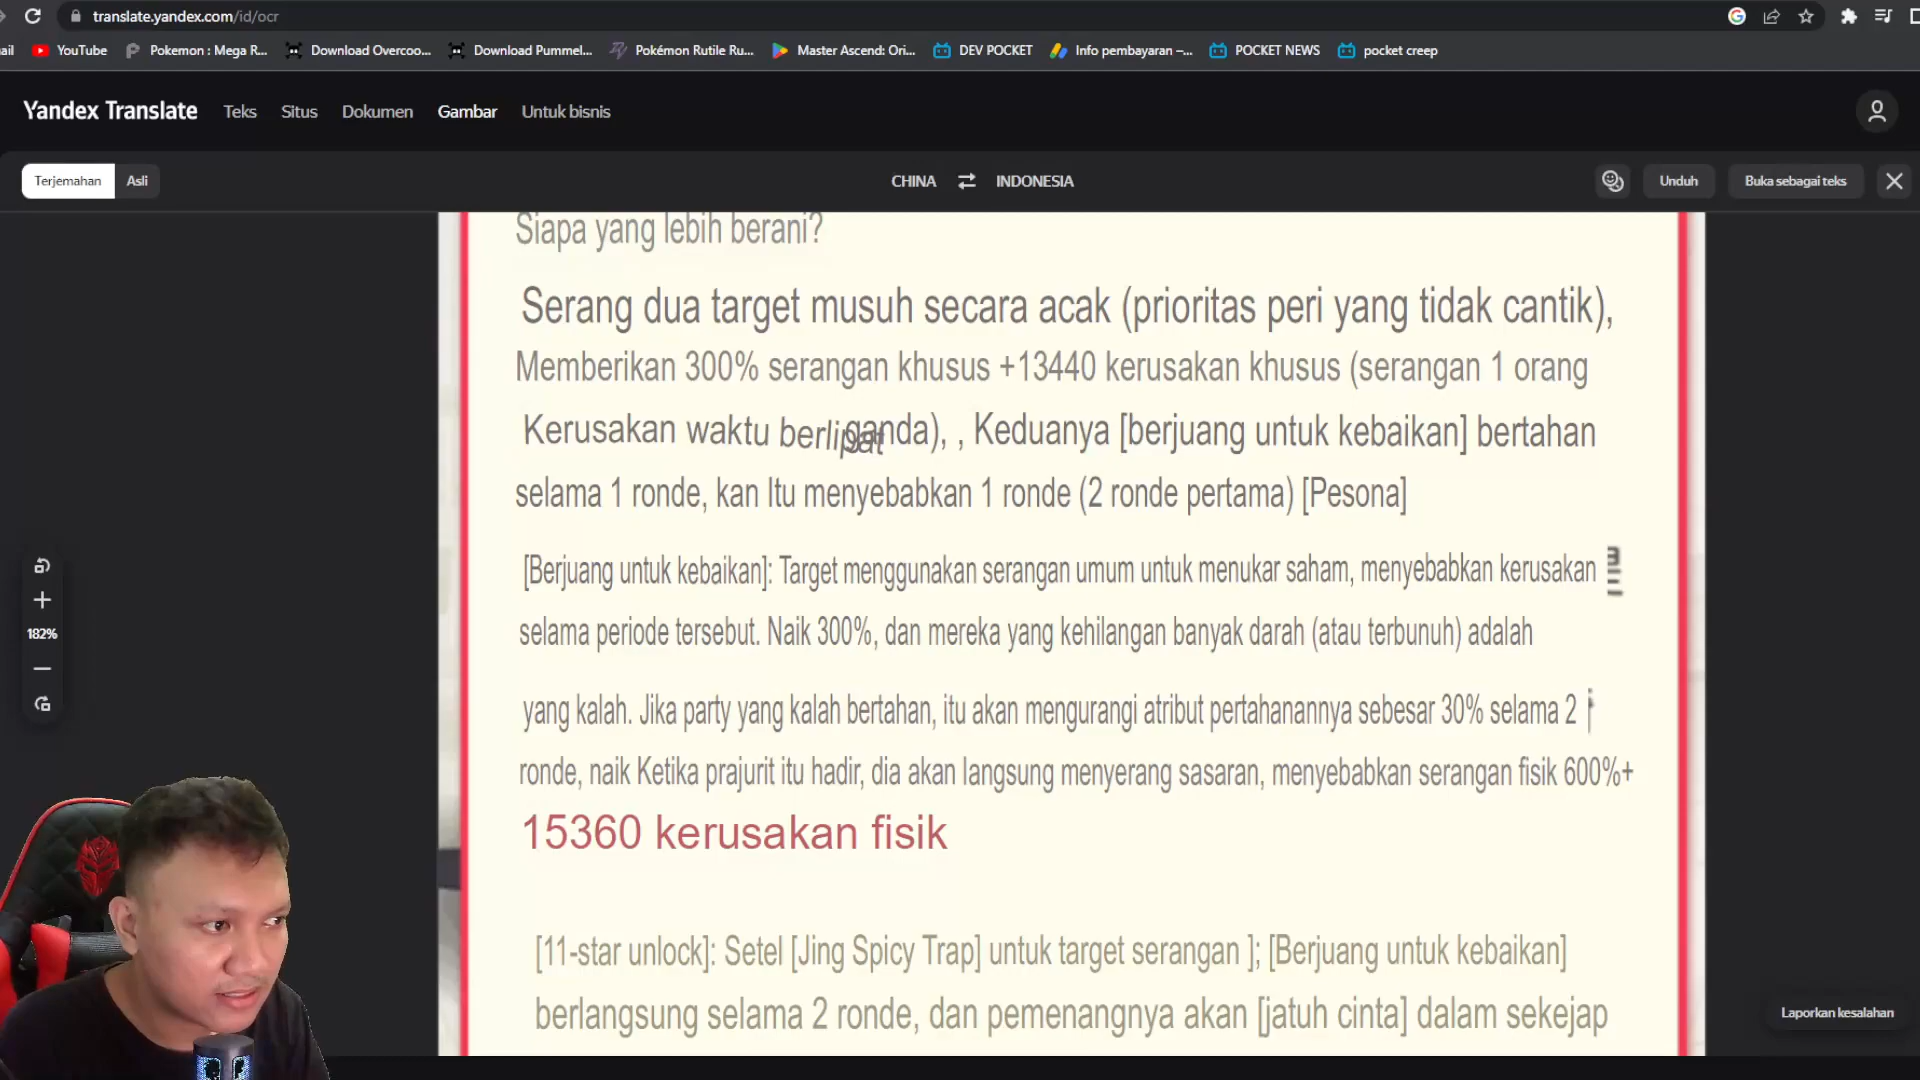 translate.yandex.com/id/ocr
ail
YouTube
Pokemon : Mega R...
Download Overcoo...
Download Pummel...
Pokémon Rutile Ru...
Master Ascend: Ori...
DEV POCKET
Info pembayaran –...
POCKET NEWS
pocket creep
Yandex Translate
Teks
Situs
Dokumen
Gambar
Untuk bisnis
Terjemahan
Asli
CHINA
INDONESIA
Unduh
Buka sebagai teks
Siapa yang lebih berani?
Serang dua target musuh secara acak (prioritas peri yang tidak cantik),
Memberikan 300% serangan khusus +13440 kerusakan khusus (serangan 1 orang
Kerusakan waktu berlipat ganda), , Keduanya [berjuang untuk kebaikan] bertahan
selama 1 ronde, kan Itu menyebabkan 1 ronde (2 ronde pertama) [Pesona]
[Berjuang untuk kebaikan]: Target menggunakan serangan umum untuk menukar saham, menyebabkan kerusakan
selama periode tersebut. Naik 300%, dan mereka yang kehilangan banyak darah (atau terbunuh) adalah
yang kalah. Jika party yang kalah bertahan, itu akan mengurangi atribut pertahanannya sebesar 30% selama 2
ronde, naik Ketika prajurit itu hadir, dia akan langsung menyerang sasaran, menyebabkan serangan fisik 600%+
15360 kerusakan fisik
[11-star unlock]: Setel [Jing Spicy Trap] untuk target serangan ]; [Berjuang untuk kebaikan]
berlangsung selama 2 ronde, dan pemenangnya akan [jatuh cinta] dalam sekejap
182%
Laporkan kesalahan